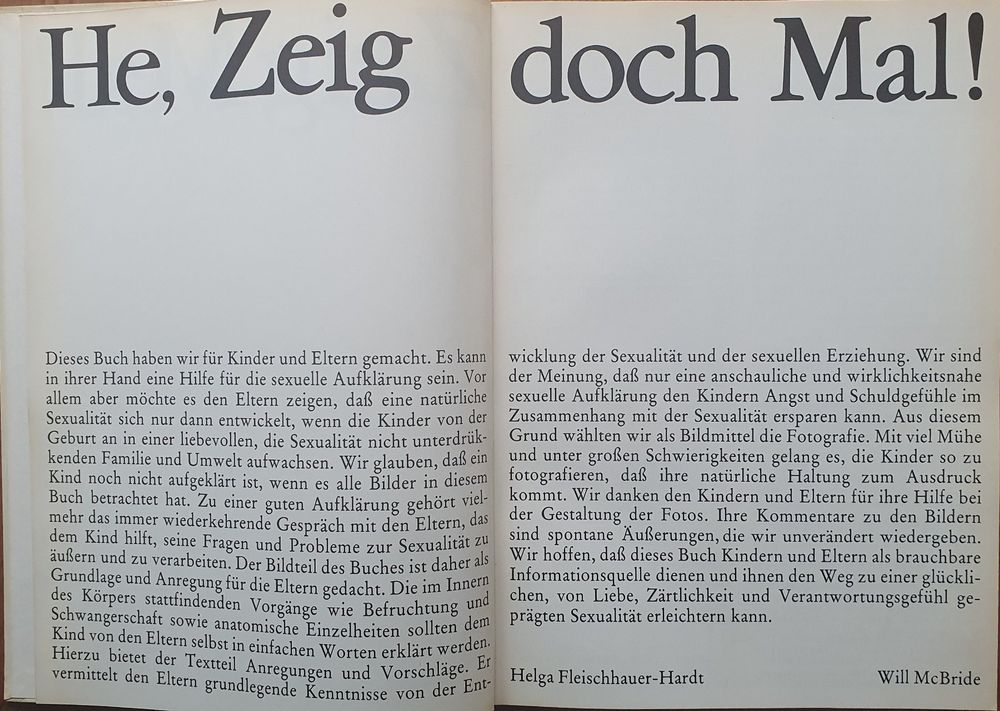 He, Zeig doch Mal!
Dieses Buch haben wir für Kinder und Eltern gemacht. Es kann
in ihrer Hand eine Hilfe für die sexuelle Aufklärung sein. Vor
allem aber möchte es den Eltern zeigen, daß eine natürliche
Sexualität sich nur dann entwickelt, wenn die Kinder von der
Geburt an in einer liebevollen, die Sexualität nicht unterdrük-
kenden Familie und Umwelt aufwachsen. Wir glauben, daß ein
Kind noch nicht aufgeklärt ist, wenn es alle Bilder in diesem
Buch betrachtet hat. Zu einer guten Aufklärung gehört viel-
mehr das immer wiederkehrende Gespräch mit den Eltern, das
dem Kind hilft, seine Fragen und Probleme zur Sexualität zu
äußern und zu verarbeiten. Der Bildteil des Buches ist daher als
Grundlage und Anregung für die Eltern gedacht. Die im Innern
des Körpers stattfindenden Vorgänge wie Befruchtung und
Schwangerschaft sowie anatomische Einzelheiten sollten dem
Kind von den Eltern selbst in einfachen Worten erklärt werden.
Hierzu bietet der Textteil Anregungen und Vorschläge. Er
vermittelt den Eltern grundlegende Kenntnisse von der Ent-
wicklung der Sexualität und der sexuellen Erziehung. Wir sind
der Meinung, daß nur eine anschauliche und wirklichkeitsnahe
sexuelle Aufklärung den Kindern Angst und Schuldgefühle im
Zusammenhang mit der Sexualität ersparen kann. Aus diesem
Grund wählten wir als Bildmittel die Fotografie. Mit viel Mühe
und unter großen Schwierigkeiten gelang es, die Kinder so zu
fotografieren, daß ihre natürliche Haltung zum Ausdruck
kommt. Wir danken den Kindern und Eltern für ihre Hilfe bei
der Gestaltung der Fotos. Ihre Kommentare zu den Bildern
sind spontane Äußerungen, die wir unverändert wiedergeben.
Wir hoffen, daß dieses Buch Kindern und Eltern als brauchbare
Informationsquelle dienen und ihnen den Weg zu einer glückli-
chen, von Liebe, Zärtlichkeit und Verantwortungsgefühl ge-
prägten Sexualität erleichtern kann.
Helga Fleischhauer-Hardt Will McBride